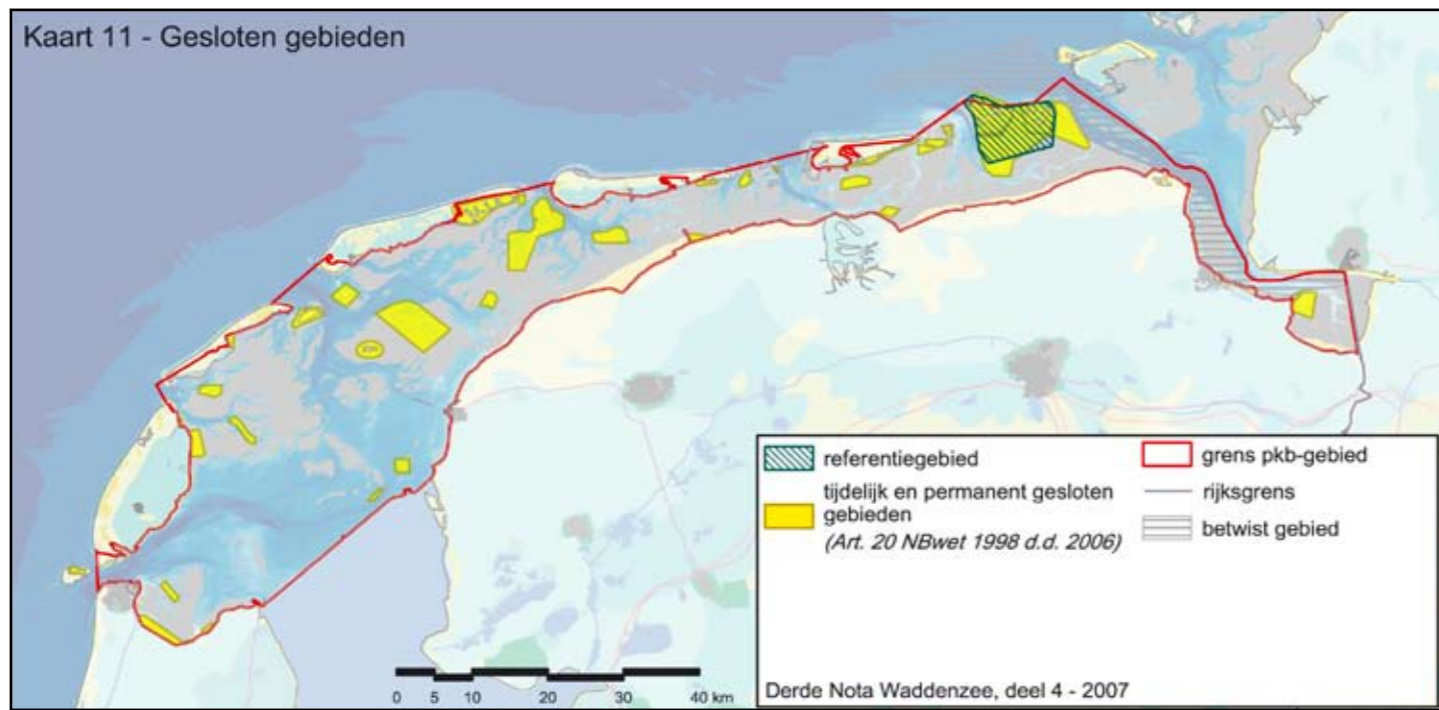 Kaart 11 - Gesloten gebieden
referentiegebied
tijdelijk en permanent gesloten
gebieden
(Art. 20 NBwet 1998 d.d. 2006)
grens pkb-gebied
rijksgrens
betwist gebied
0 5 10 20 30 40 km
Derde Nota Waddenzee, deel 4 - 2007